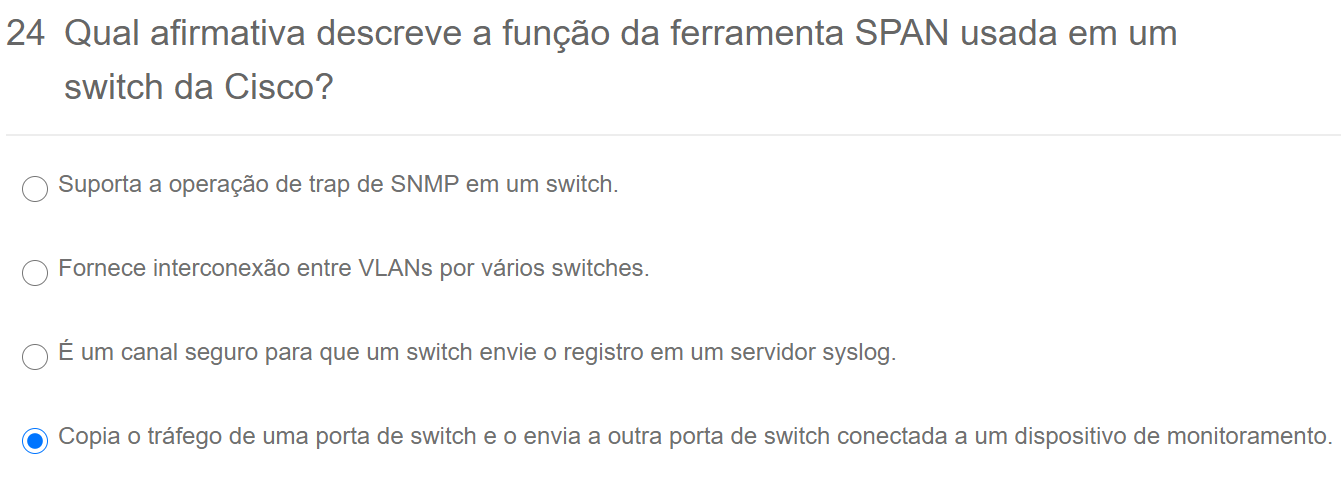 24 Qual afirmativa descreve a função da ferramenta SPAN usada em um
switch da Cisco?
Suporta a operação de trap de SNMP em um switch.
Fornece interconexão entre VLANs por vários switches.
É um canal seguro para que um switch envie o registro em um servidor syslog.
Copia o tráfego de uma porta de switch e o envia a outra porta de switch conectada a um dispositivo de monitoramento.